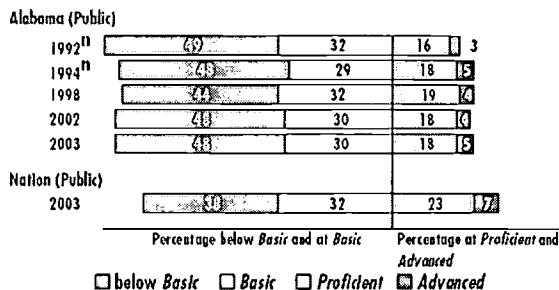 Alabama (Public)
1992ⁿ 49 32 16 3
1994ⁿ 48 29 18 5
1998 44 32 19 4
2002 48 30 18 4
2003 48 30 18 5
Nation (Public)
2003 38 32 23 7
Percentage below Basic and at Basic Percentage at Proficient and
Advanced
below Basic Basic Proficient Advanced